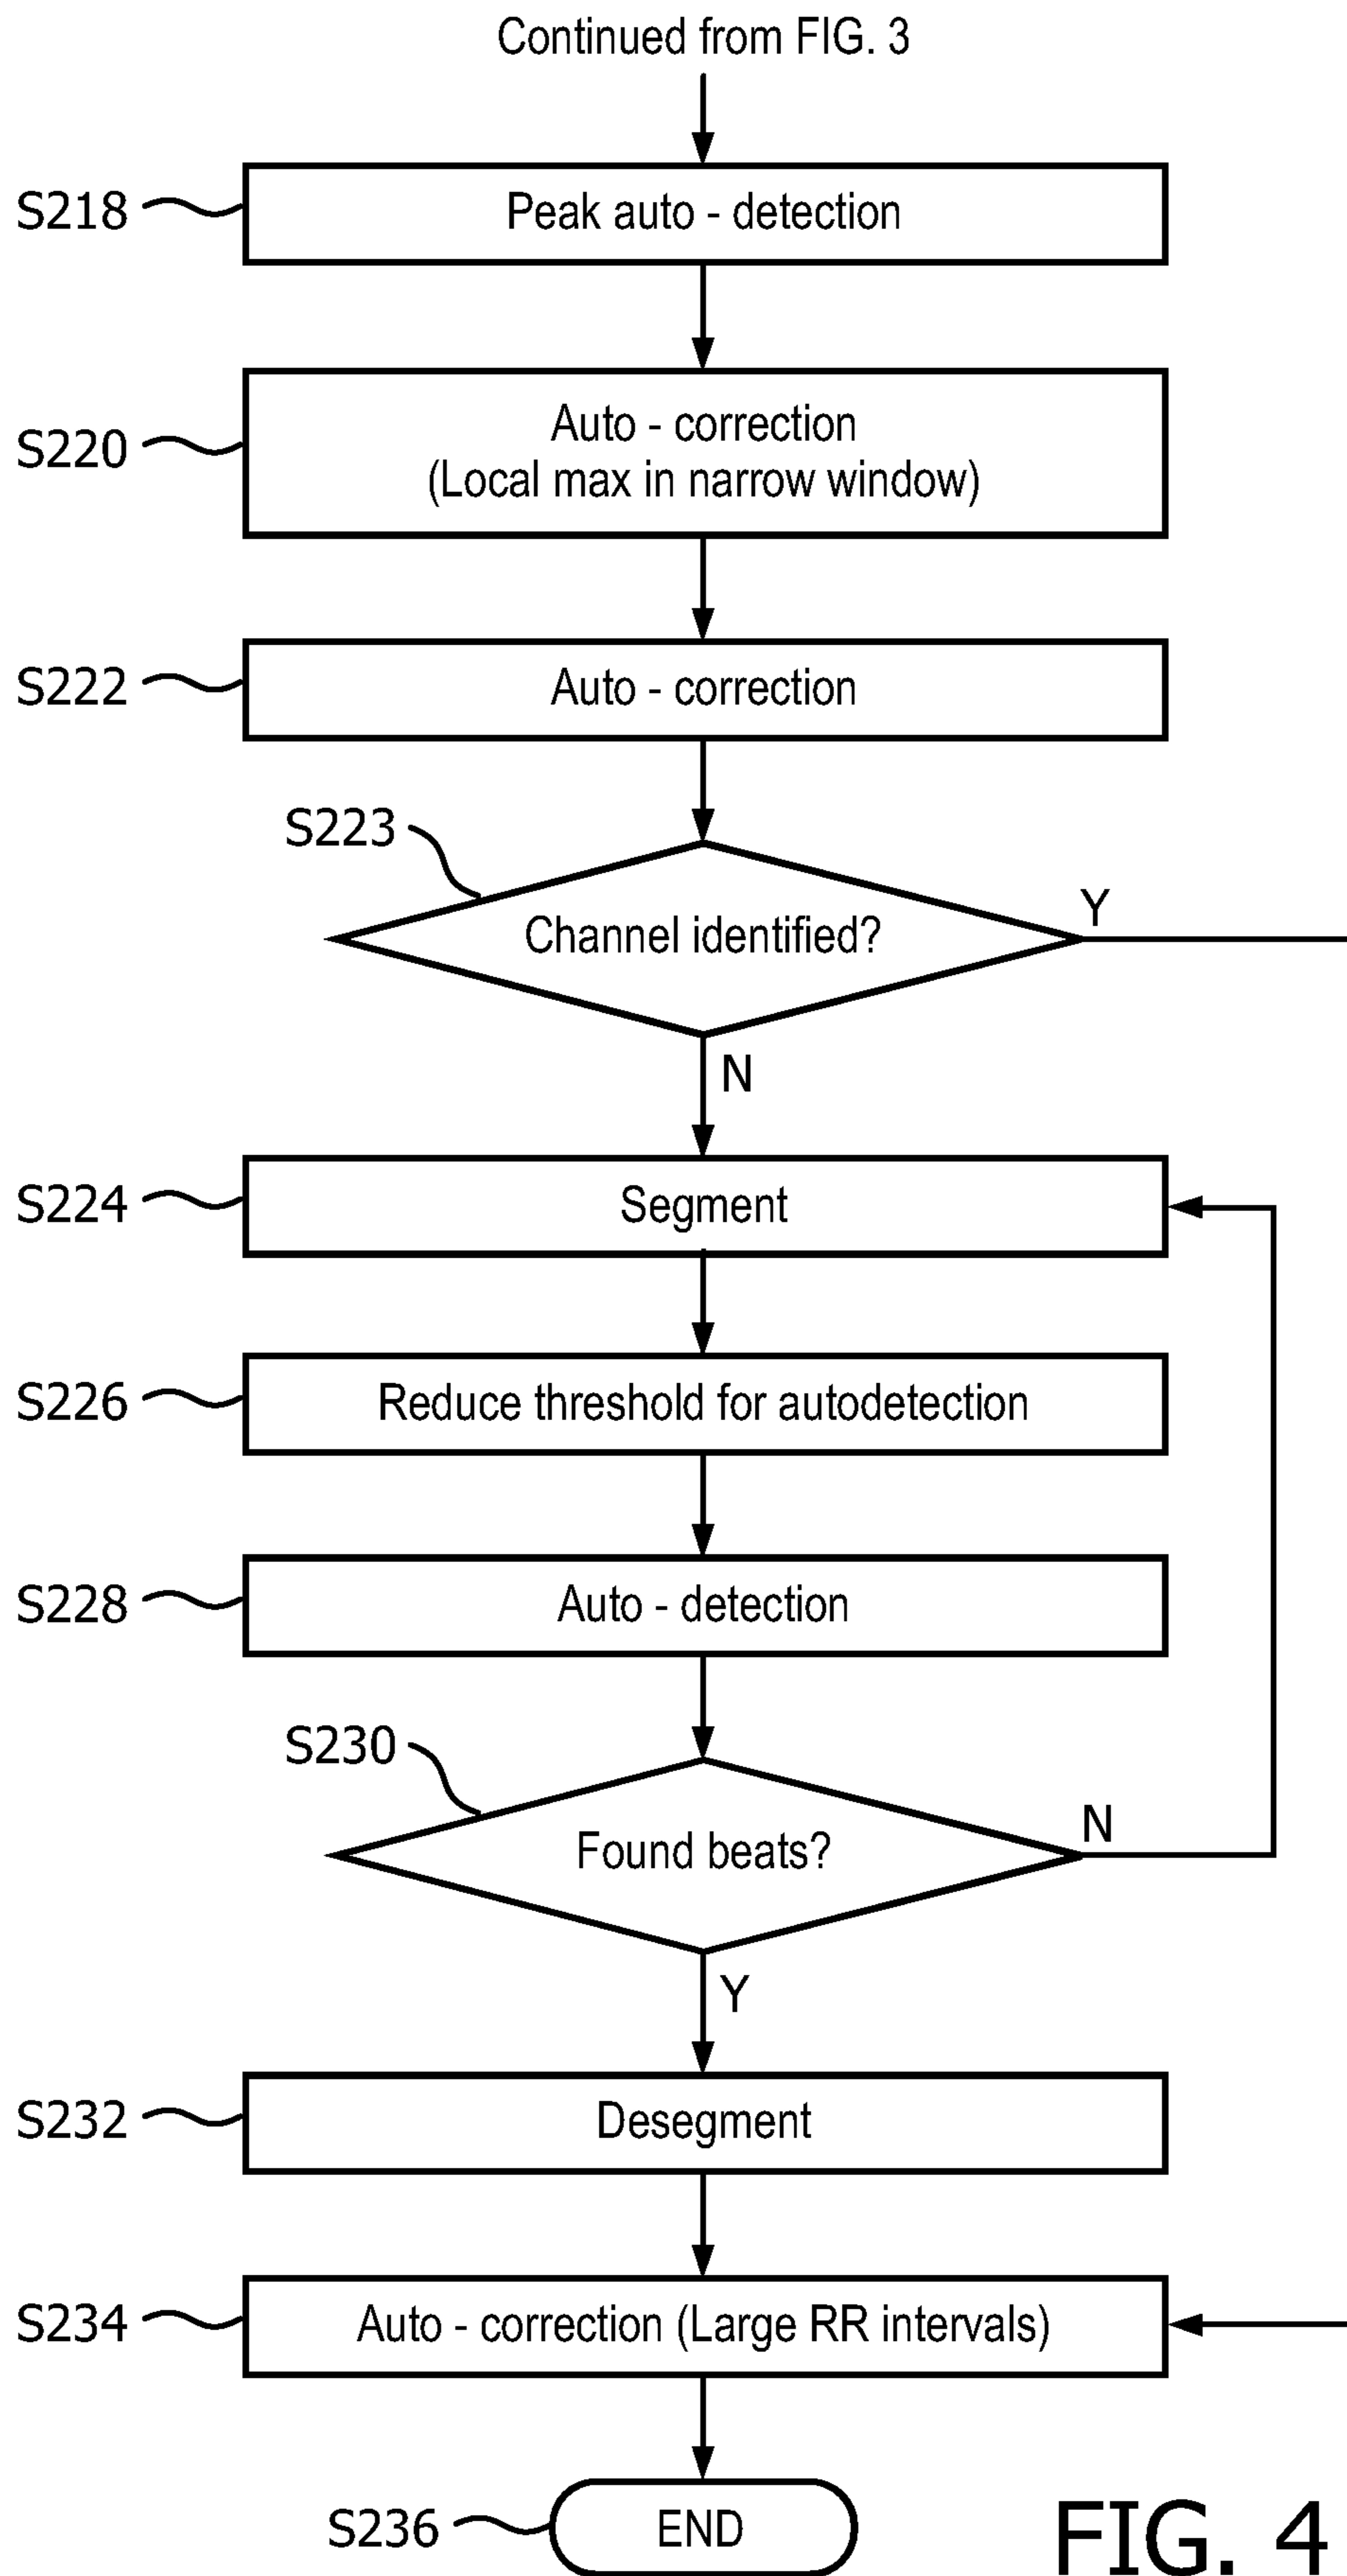 Continued from FIG. 3
S218
Peak auto - detection
S220
Auto - correction
(Local max in narrow window)
S222
Auto - correction
S223
Channel identified?
Y
N
S224
Segment
S226
Reduce threshold for autodetection
S228
Auto - detection
S230
Found beats?
N
Y
S232
Desegment
S234
Auto - correction (Large RR intervals)
S236
END
FIG. 4